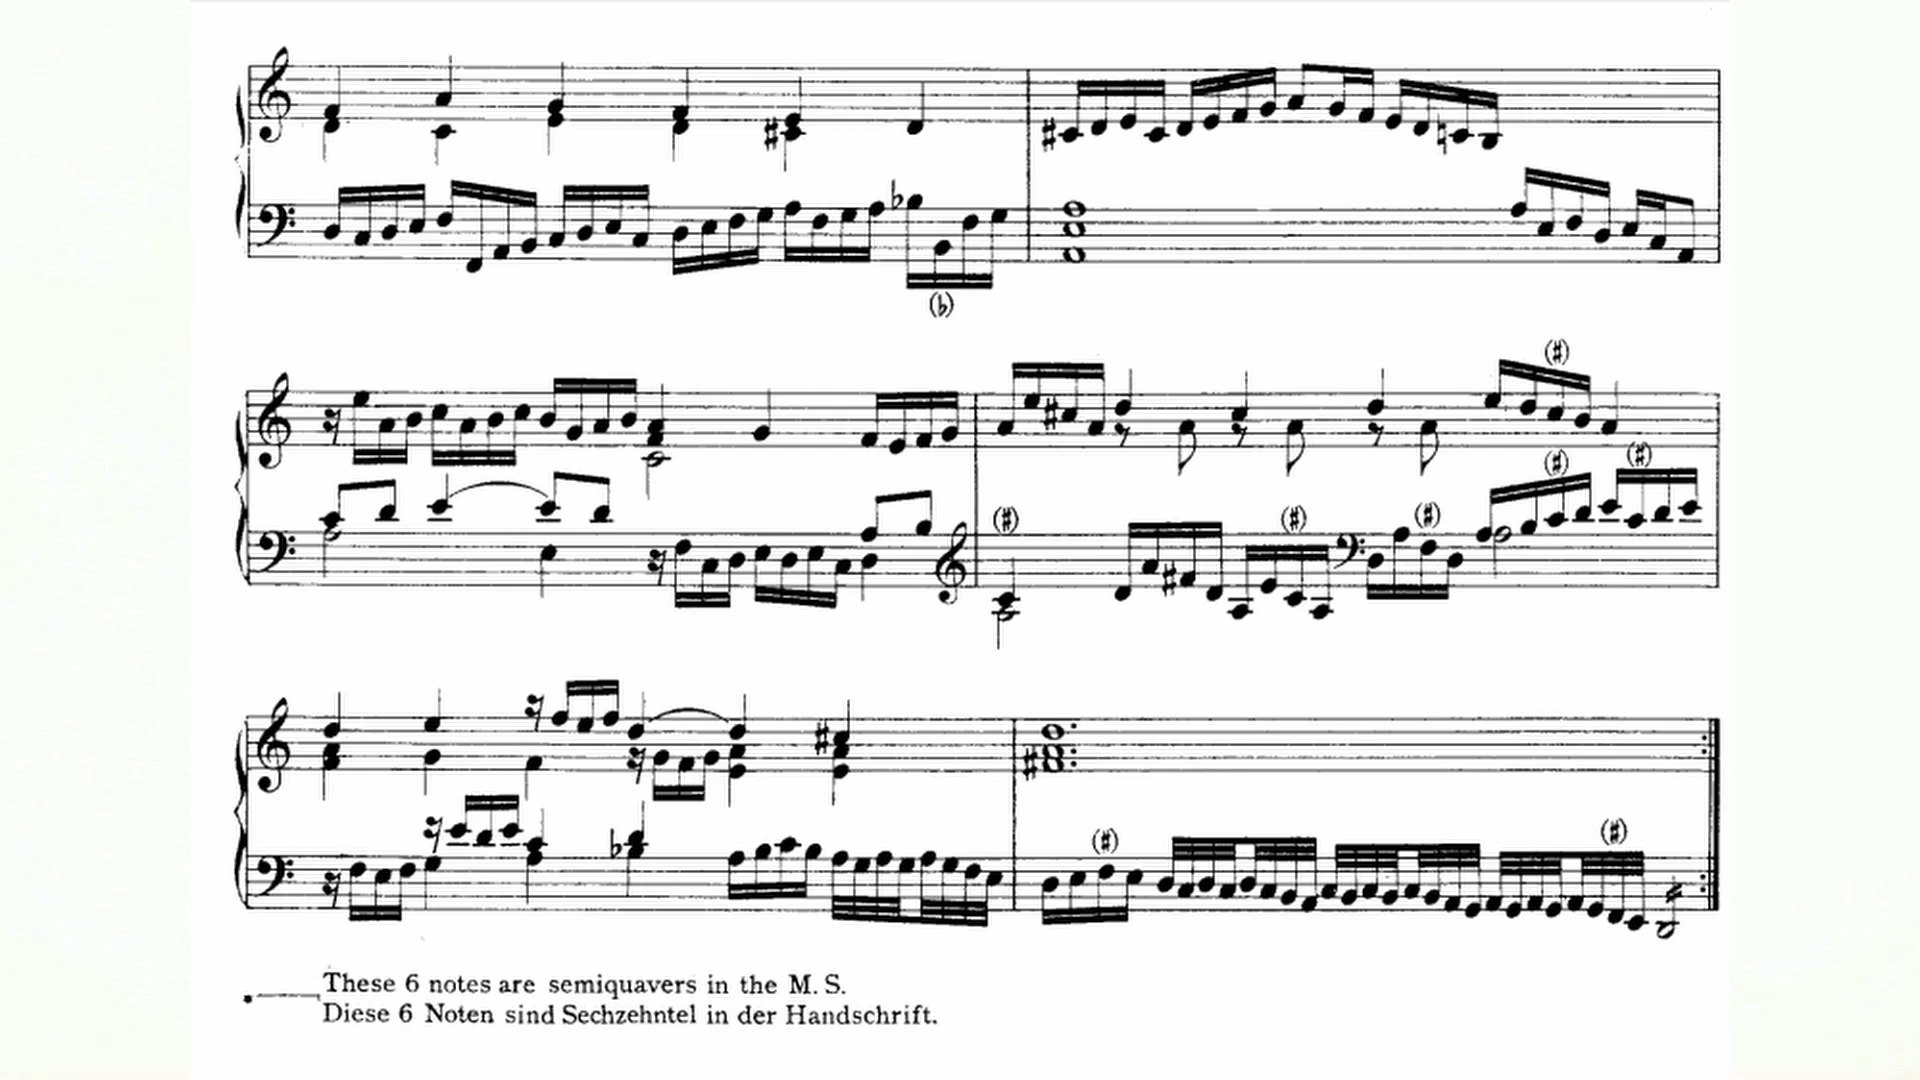 These 6 notes are semiquavers in the M. S.
Diese 6 Noten sind Sechzehntel in der Handschrift.